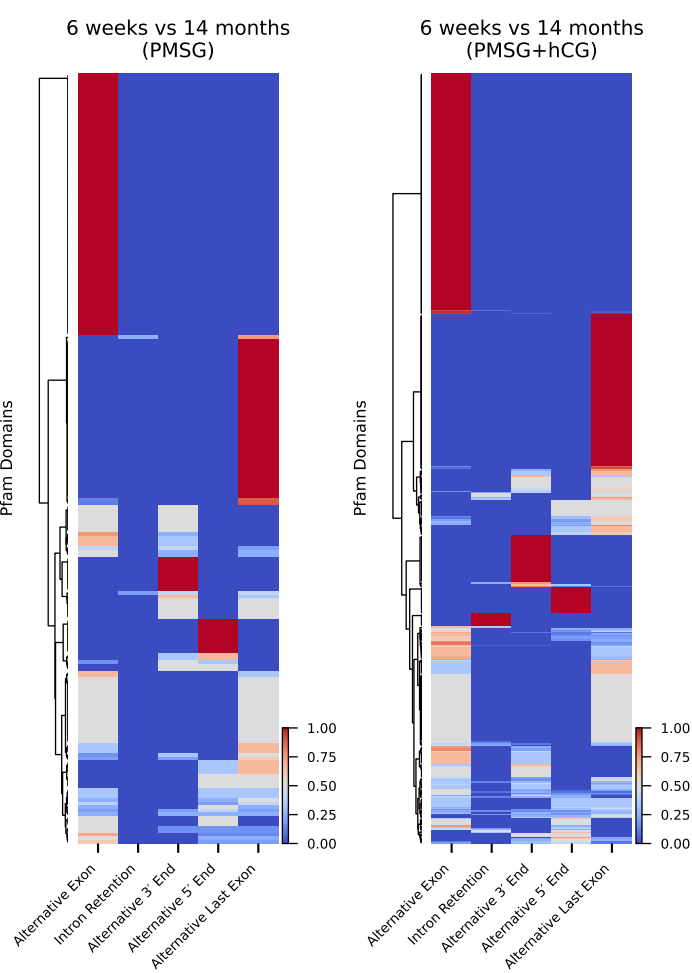 6 weeks vs 14 months
(PMSG)
Pfam Domains
1.00
0.75
0.50
0.25
0.00
Alternative Exon
Intron Retention
Alternative 3′ End
Alternative 5′ End
Alternative Last Exon
6 weeks vs 14 months
(PMSG+hCG)
Pfam Domains
1.00
0.75
0.50
0.25
0.00
Alternative Exon
Intron Retention
Alternative 3′ End
Alternative 5′ End
Alternative Last Exon